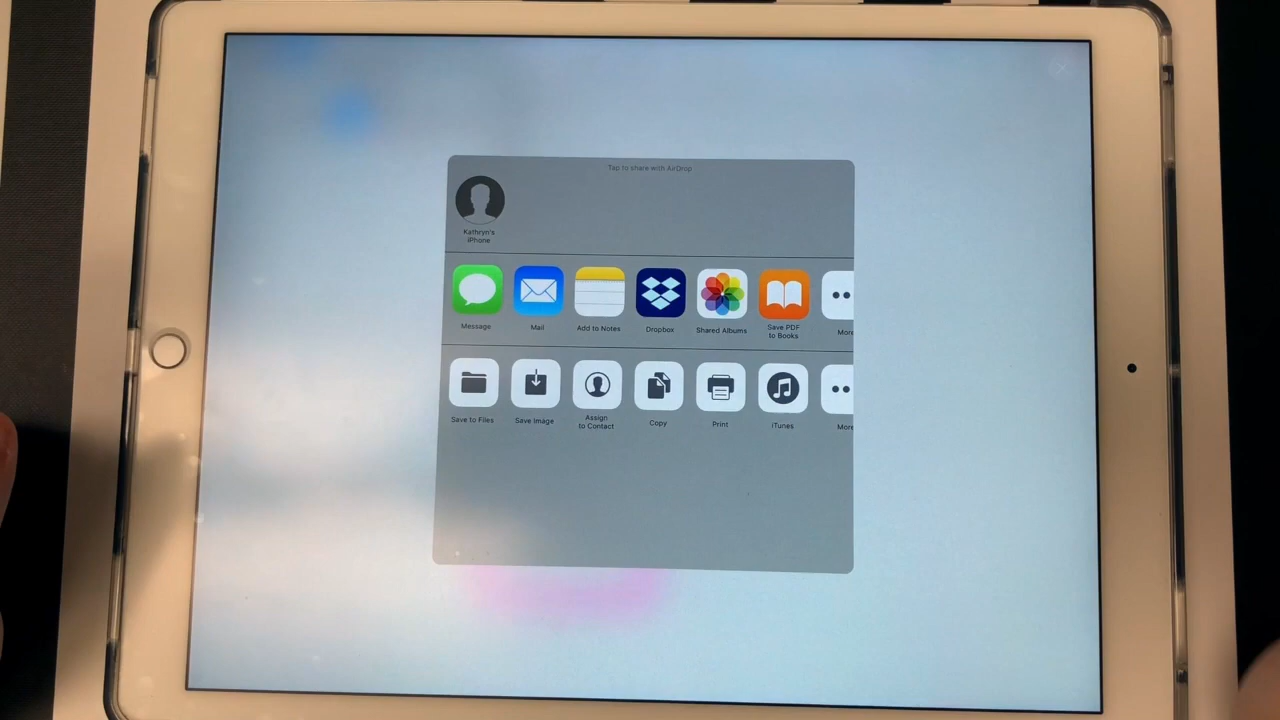 Tap to share with AirDrop
Kathryn's
iPhone
Message
Mail
Add to Notes
Dropbox
Shared Albums
Save PDF
to Books
More
Save to Files
Save Image
Assign
to Contact
Copy
Print
iTunes
More